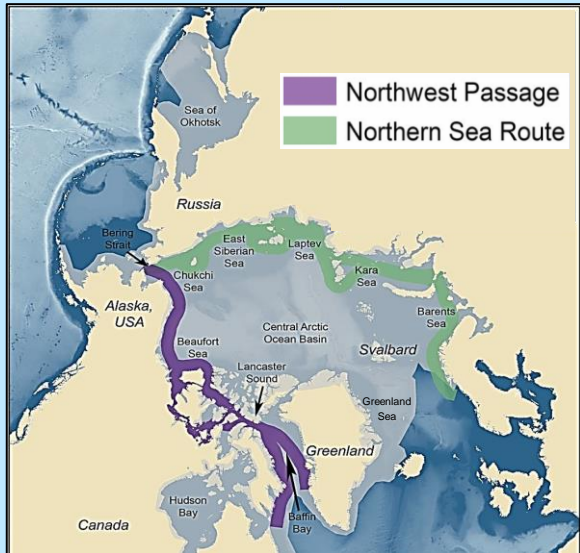 Northwest Passage
Northern Sea Route
Sea of
Okhotsk
Russia
Bering
Strait
East
Siberian
Sea
Laptev
Sea
Chukchi
Sea
Kara
Sea
Alaska,
USA
Barents
Sea
Beaufort
Sea
Central Arctic
Ocean Basin
Svalbard
Lancaster
Sound
Greenland
Sea
Greenland
Hudson
Bay
Baffin
Bay
Canada